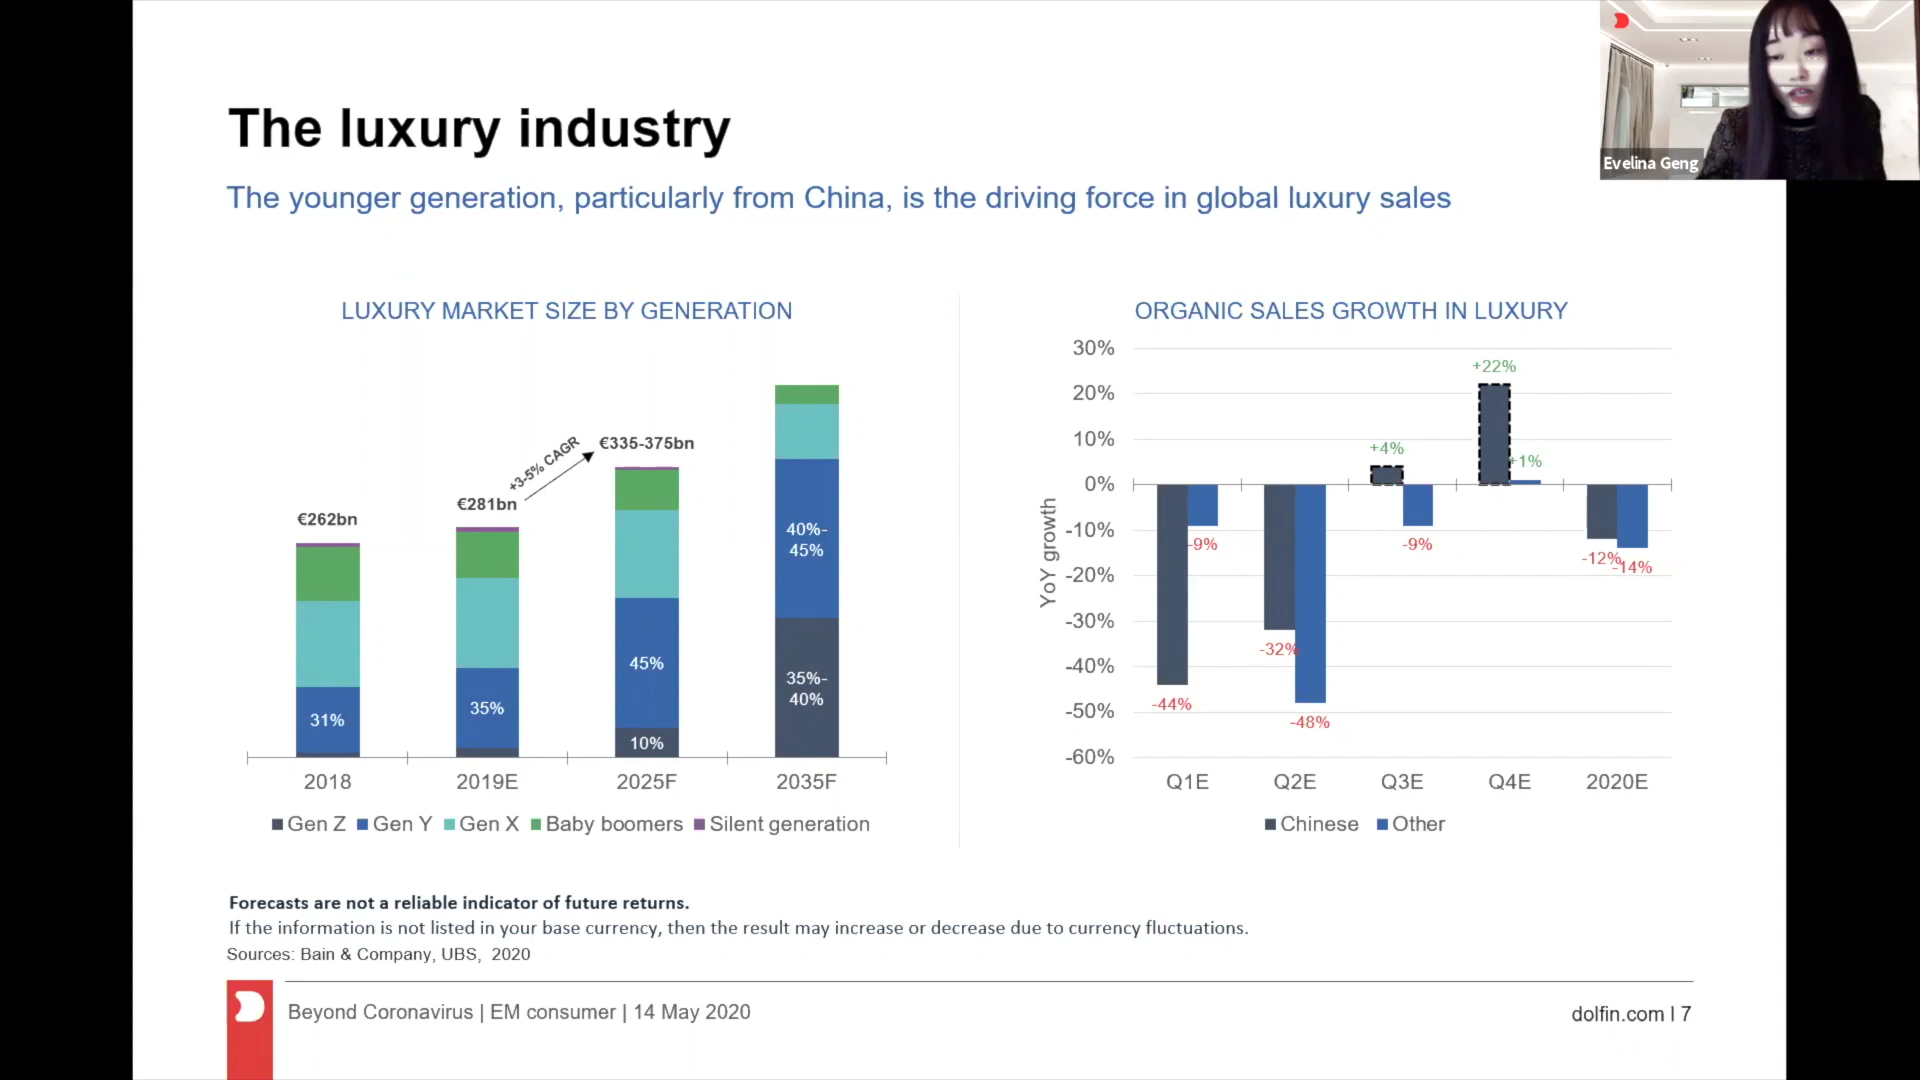 Evelina Geng
The luxury industry
The younger generation, particularly from China, is the driving force in global luxury sales
LUXURY MARKET SIZE BY GENERATION
€262bn
€281bn
+3-5% CAGR
€335-375bn
31%
35%
45%
10%
40%-
45%
35%-
40%
2018 2019E 2025F 2035F
Gen Z Gen Y Gen X Baby boomers Silent generation
ORGANIC SALES GROWTH IN LUXURY
YoY growth
30%
20%
10%
0%
-10%
-20%
-30%
-40%
-50%
-60%
-44%
-9%
-32%
-48%
+4%
-9%
+22%
+1%
-12%
-14%
Q1E Q2E Q3E Q4E 2020E
Chinese Other
Forecasts are not a reliable indicator of future returns.
If the information is not listed in your base currency, then the result may increase or decrease due to currency fluctuations.
Sources: Bain & Company, UBS, 2020
Beyond Coronavirus | EM consumer | 14 May 2020
dolfin.com | 7